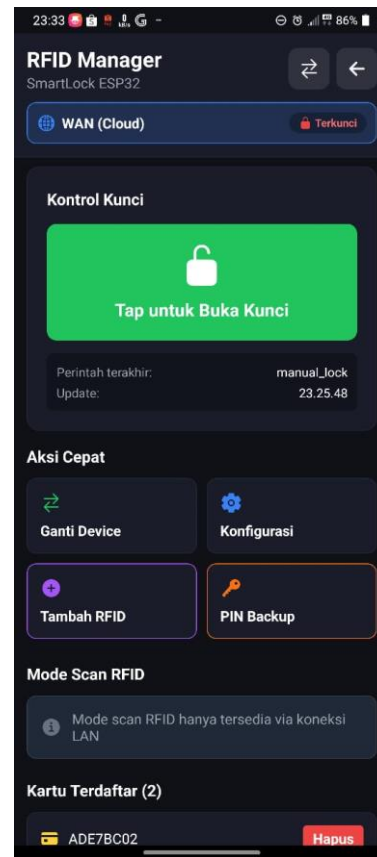 23:33 86%
RFID Manager
SmartLock ESP32
WAN (Cloud) Terkunci
Kontrol Kunci
Tap untuk Buka Kunci
Perintah terakhir: manual_lock
Update: 23.25.48
Aksi Cepat
Ganti Device Konfigurasi
Tambah RFID PIN Backup
Mode Scan RFID
Mode scan RFID hanya tersedia via koneksi
LAN
Kartu Terdaftar (2)
ADE7BC02 Hapus